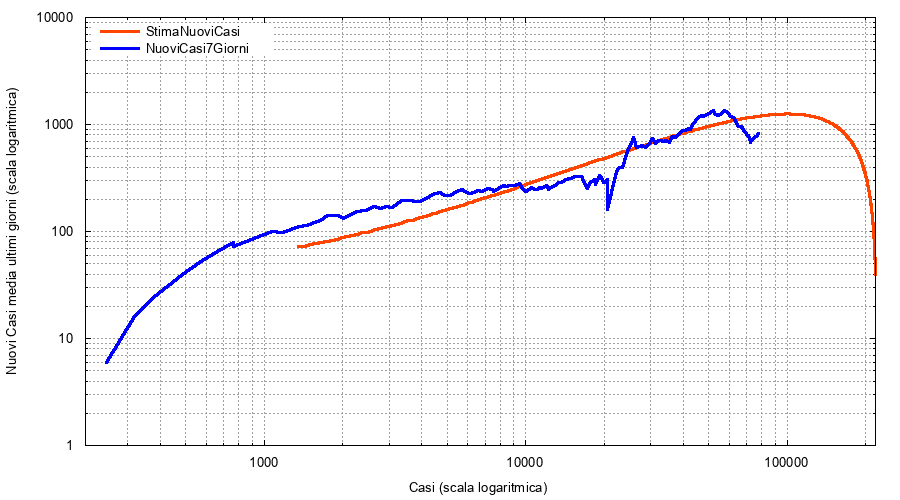 10000
StimaNuoviCasi
NuoviCasi7Giorni
1000
100
10
1
Nuovi Casi media ultimi giorni (scala logaritmica)
1000
10000
100000
Casi (scala logaritmica)